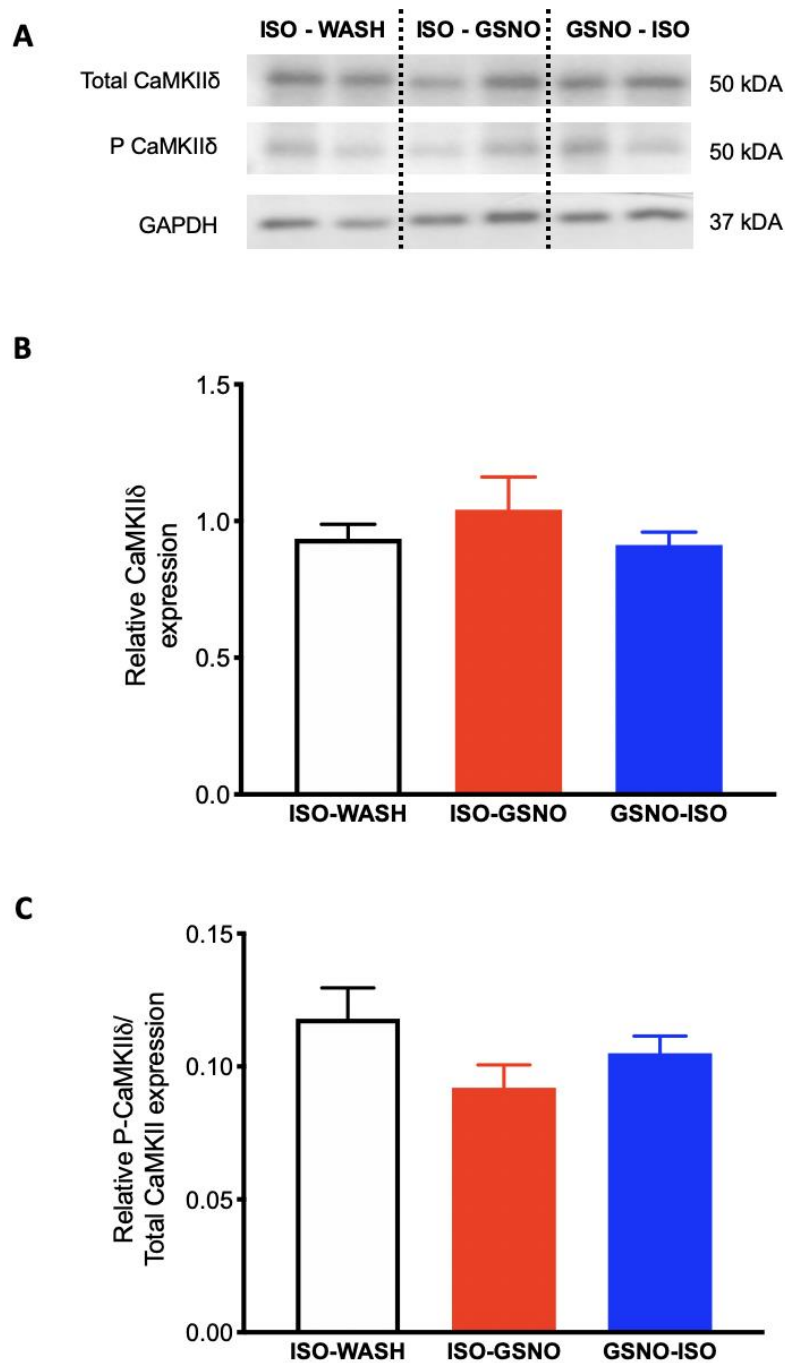 A
ISO - WASH ISO - GSNO GSNO - ISO
Total CaMKIIδ 50 kDA
P CaMKIIδ 50 kDA
GAPDH 37 kDA
B
Relative CaMKIIδ
expression
1.5
1.0
0.5
0.0
ISO-WASH ISO-GSNO GSNO-ISO
C
Relative P-CaMKIIδ/
Total CaMKII expression
0.15
0.10
0.05
0.00
ISO-WASH ISO-GSNO GSNO-ISO